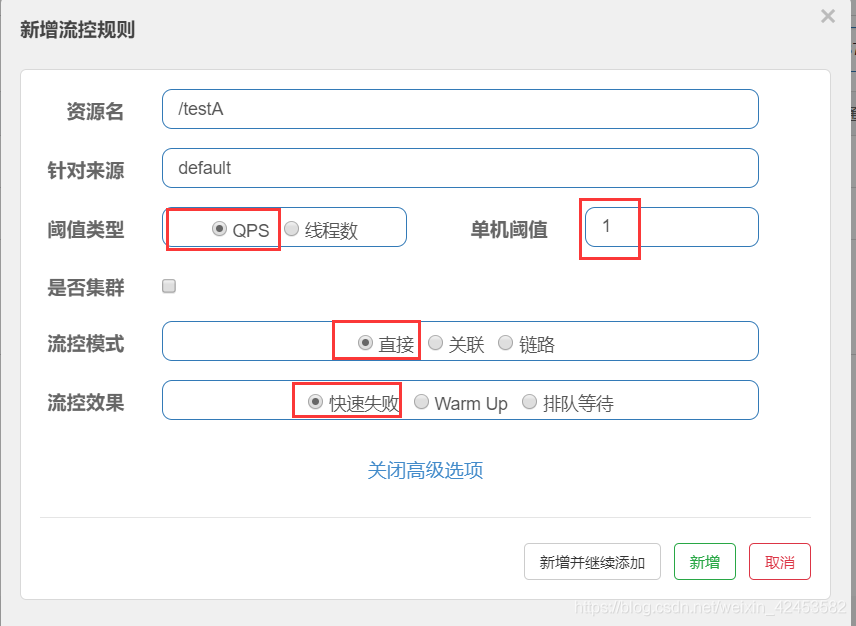 新增流控规则 ×
资源名 /testA
针对来源 default
阈值类型 QPS 线程数 单机阈值 1
是否集群
流控模式 直接 关联 链路
流控效果 快速失败 Warm Up 排队等待
关闭高级选项
新增并继续添加 新增 取消
https://blog.csdn.net/weixin_42453582